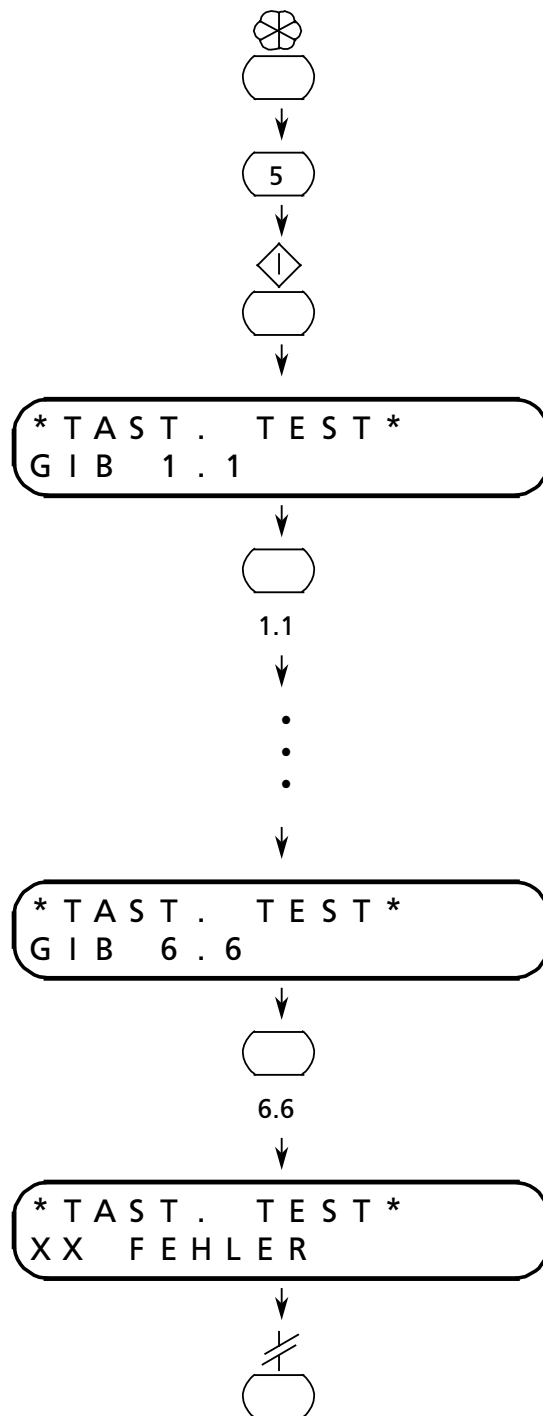 5
*TAST. TEST*
GIB 1.1
1.1
*TAST. TEST*
GIB 6.6
6.6
*TAST. TEST*
XX FEHLER